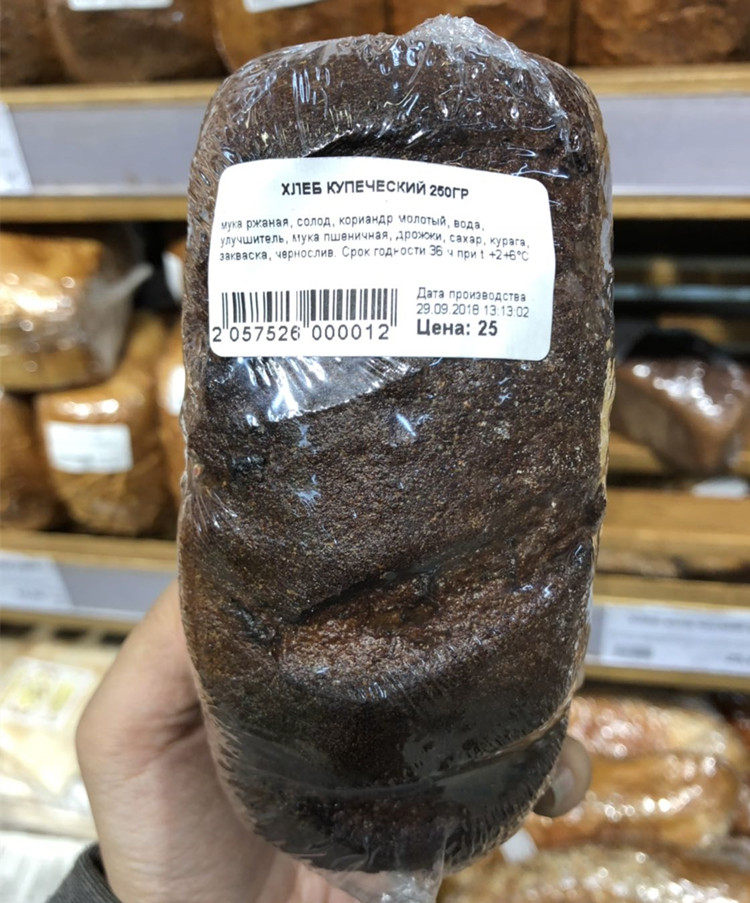 ХЛЕБ КУПЕЧЕСКИЙ 250ГР
мука ржаная, солод, кориандр молотый, вода,
улучшитель, мука пшеничная, дрожжи, сахар, курага,
закваска, чернослив. Срок годности 36 ч при t +2+6°С
Дата производства
29.09.2018 13:13:02
Цена: 25
2 057526 000012